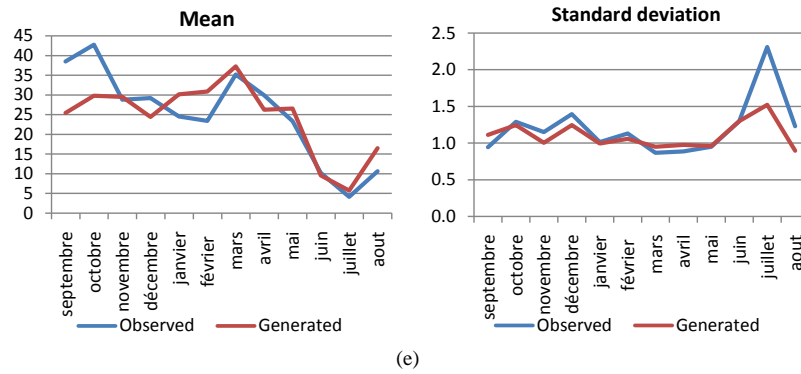 Mean
45
40
35
30
25
20
15
10
5
0
septembre
octobre
novembre
décembre
janvier
février
mars
avril
mai
juin
juillet
aout
Observed Generated
Standard deviation
2.5
2.0
1.5
1.0
0.5
0.0
septembre
octobre
novembre
décembre
janvier
février
mars
avril
mai
juin
juillet
aout
Observed Generated
(e)